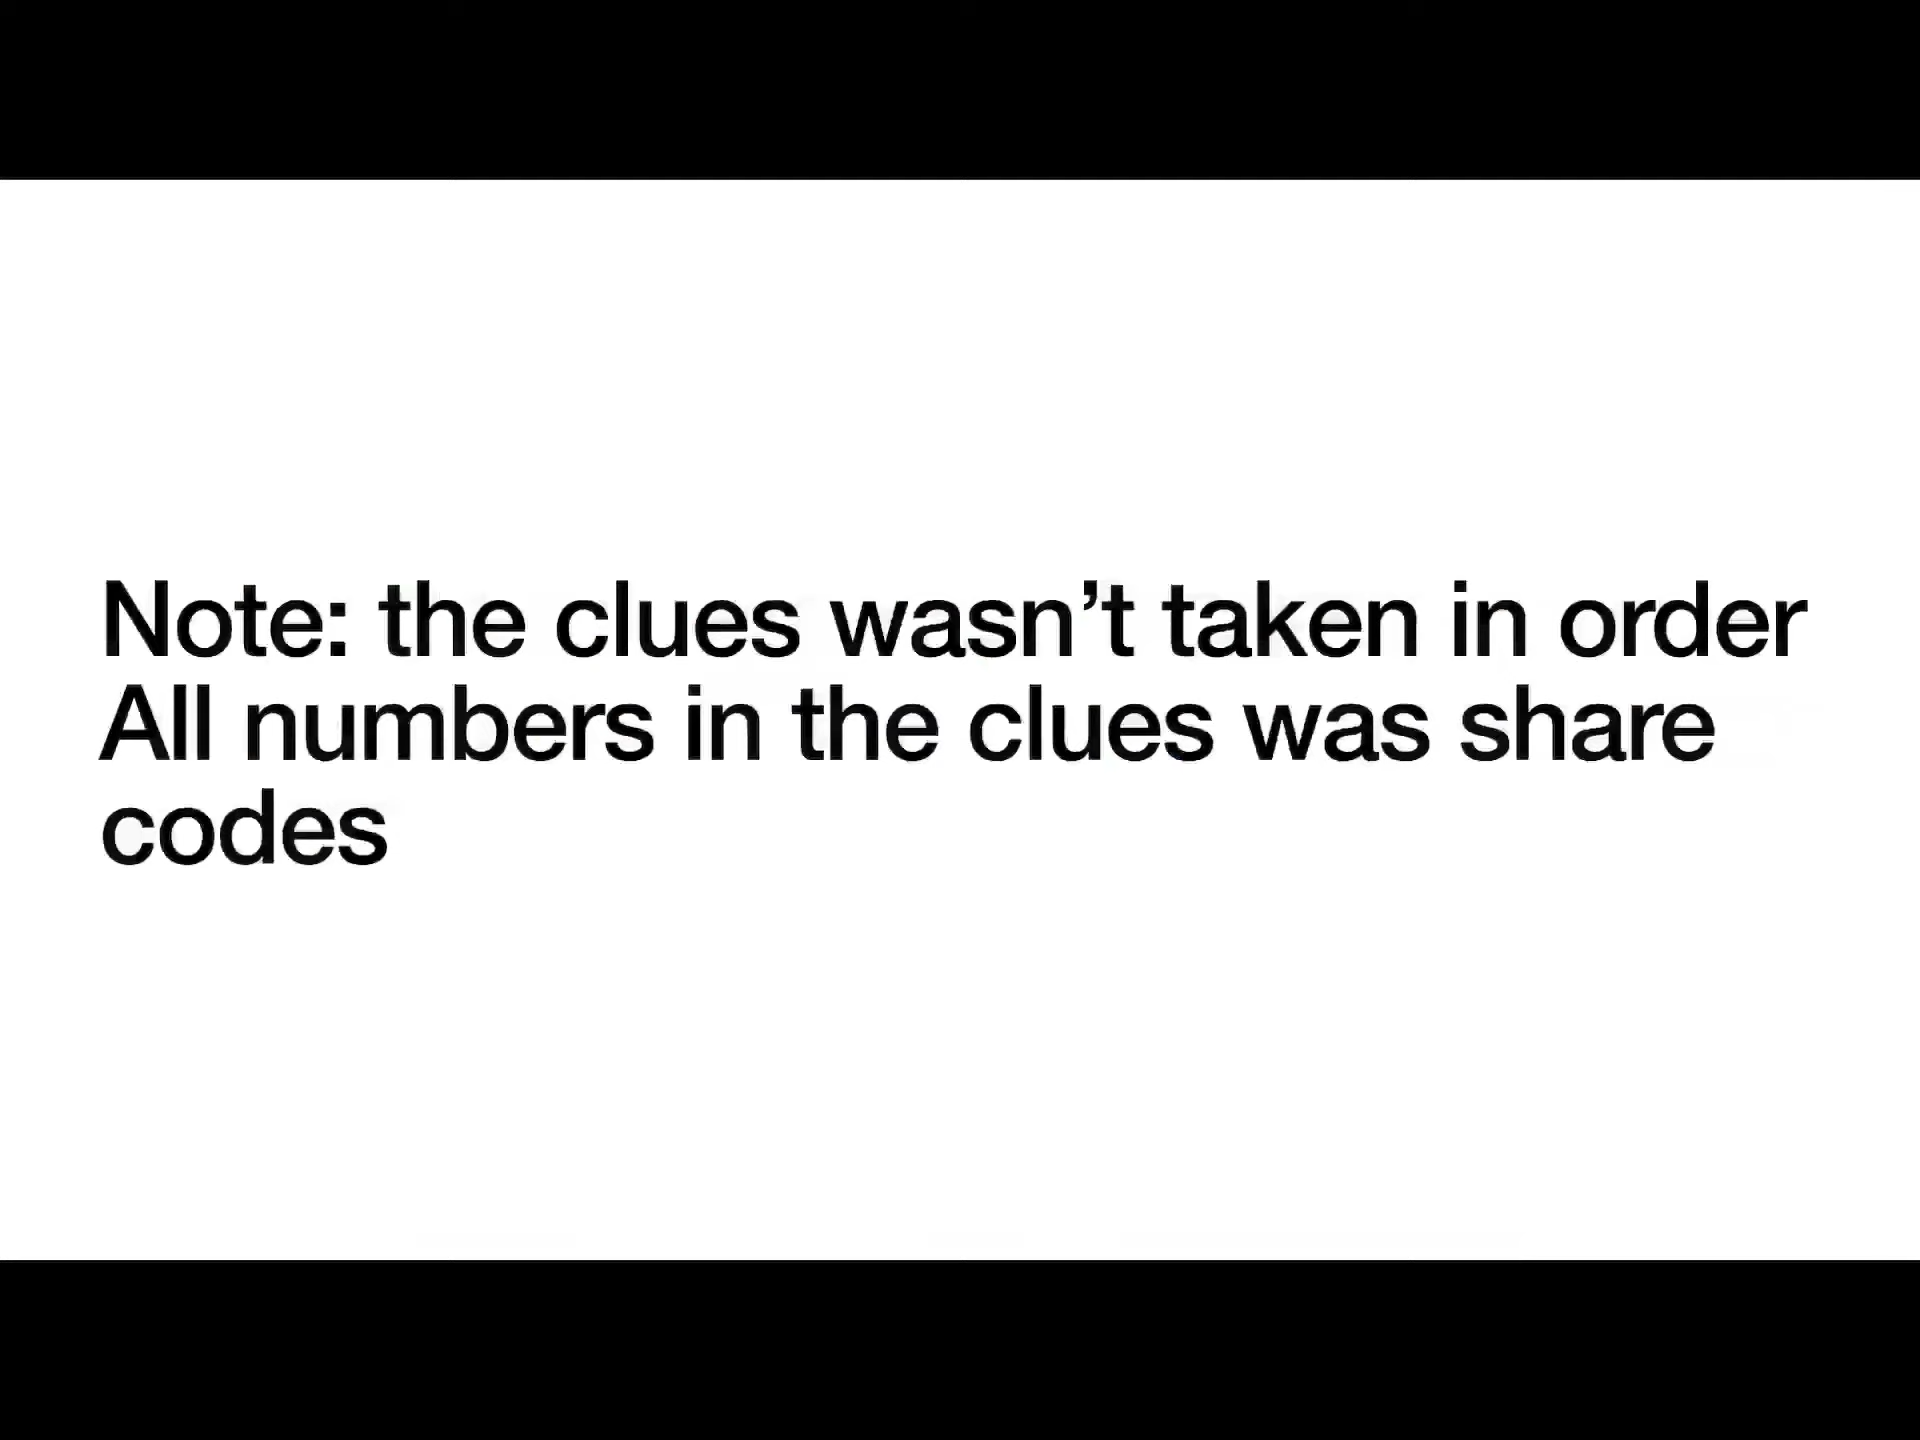 Note: the clues wasn’t taken in order
All numbers in the clues was share
codes